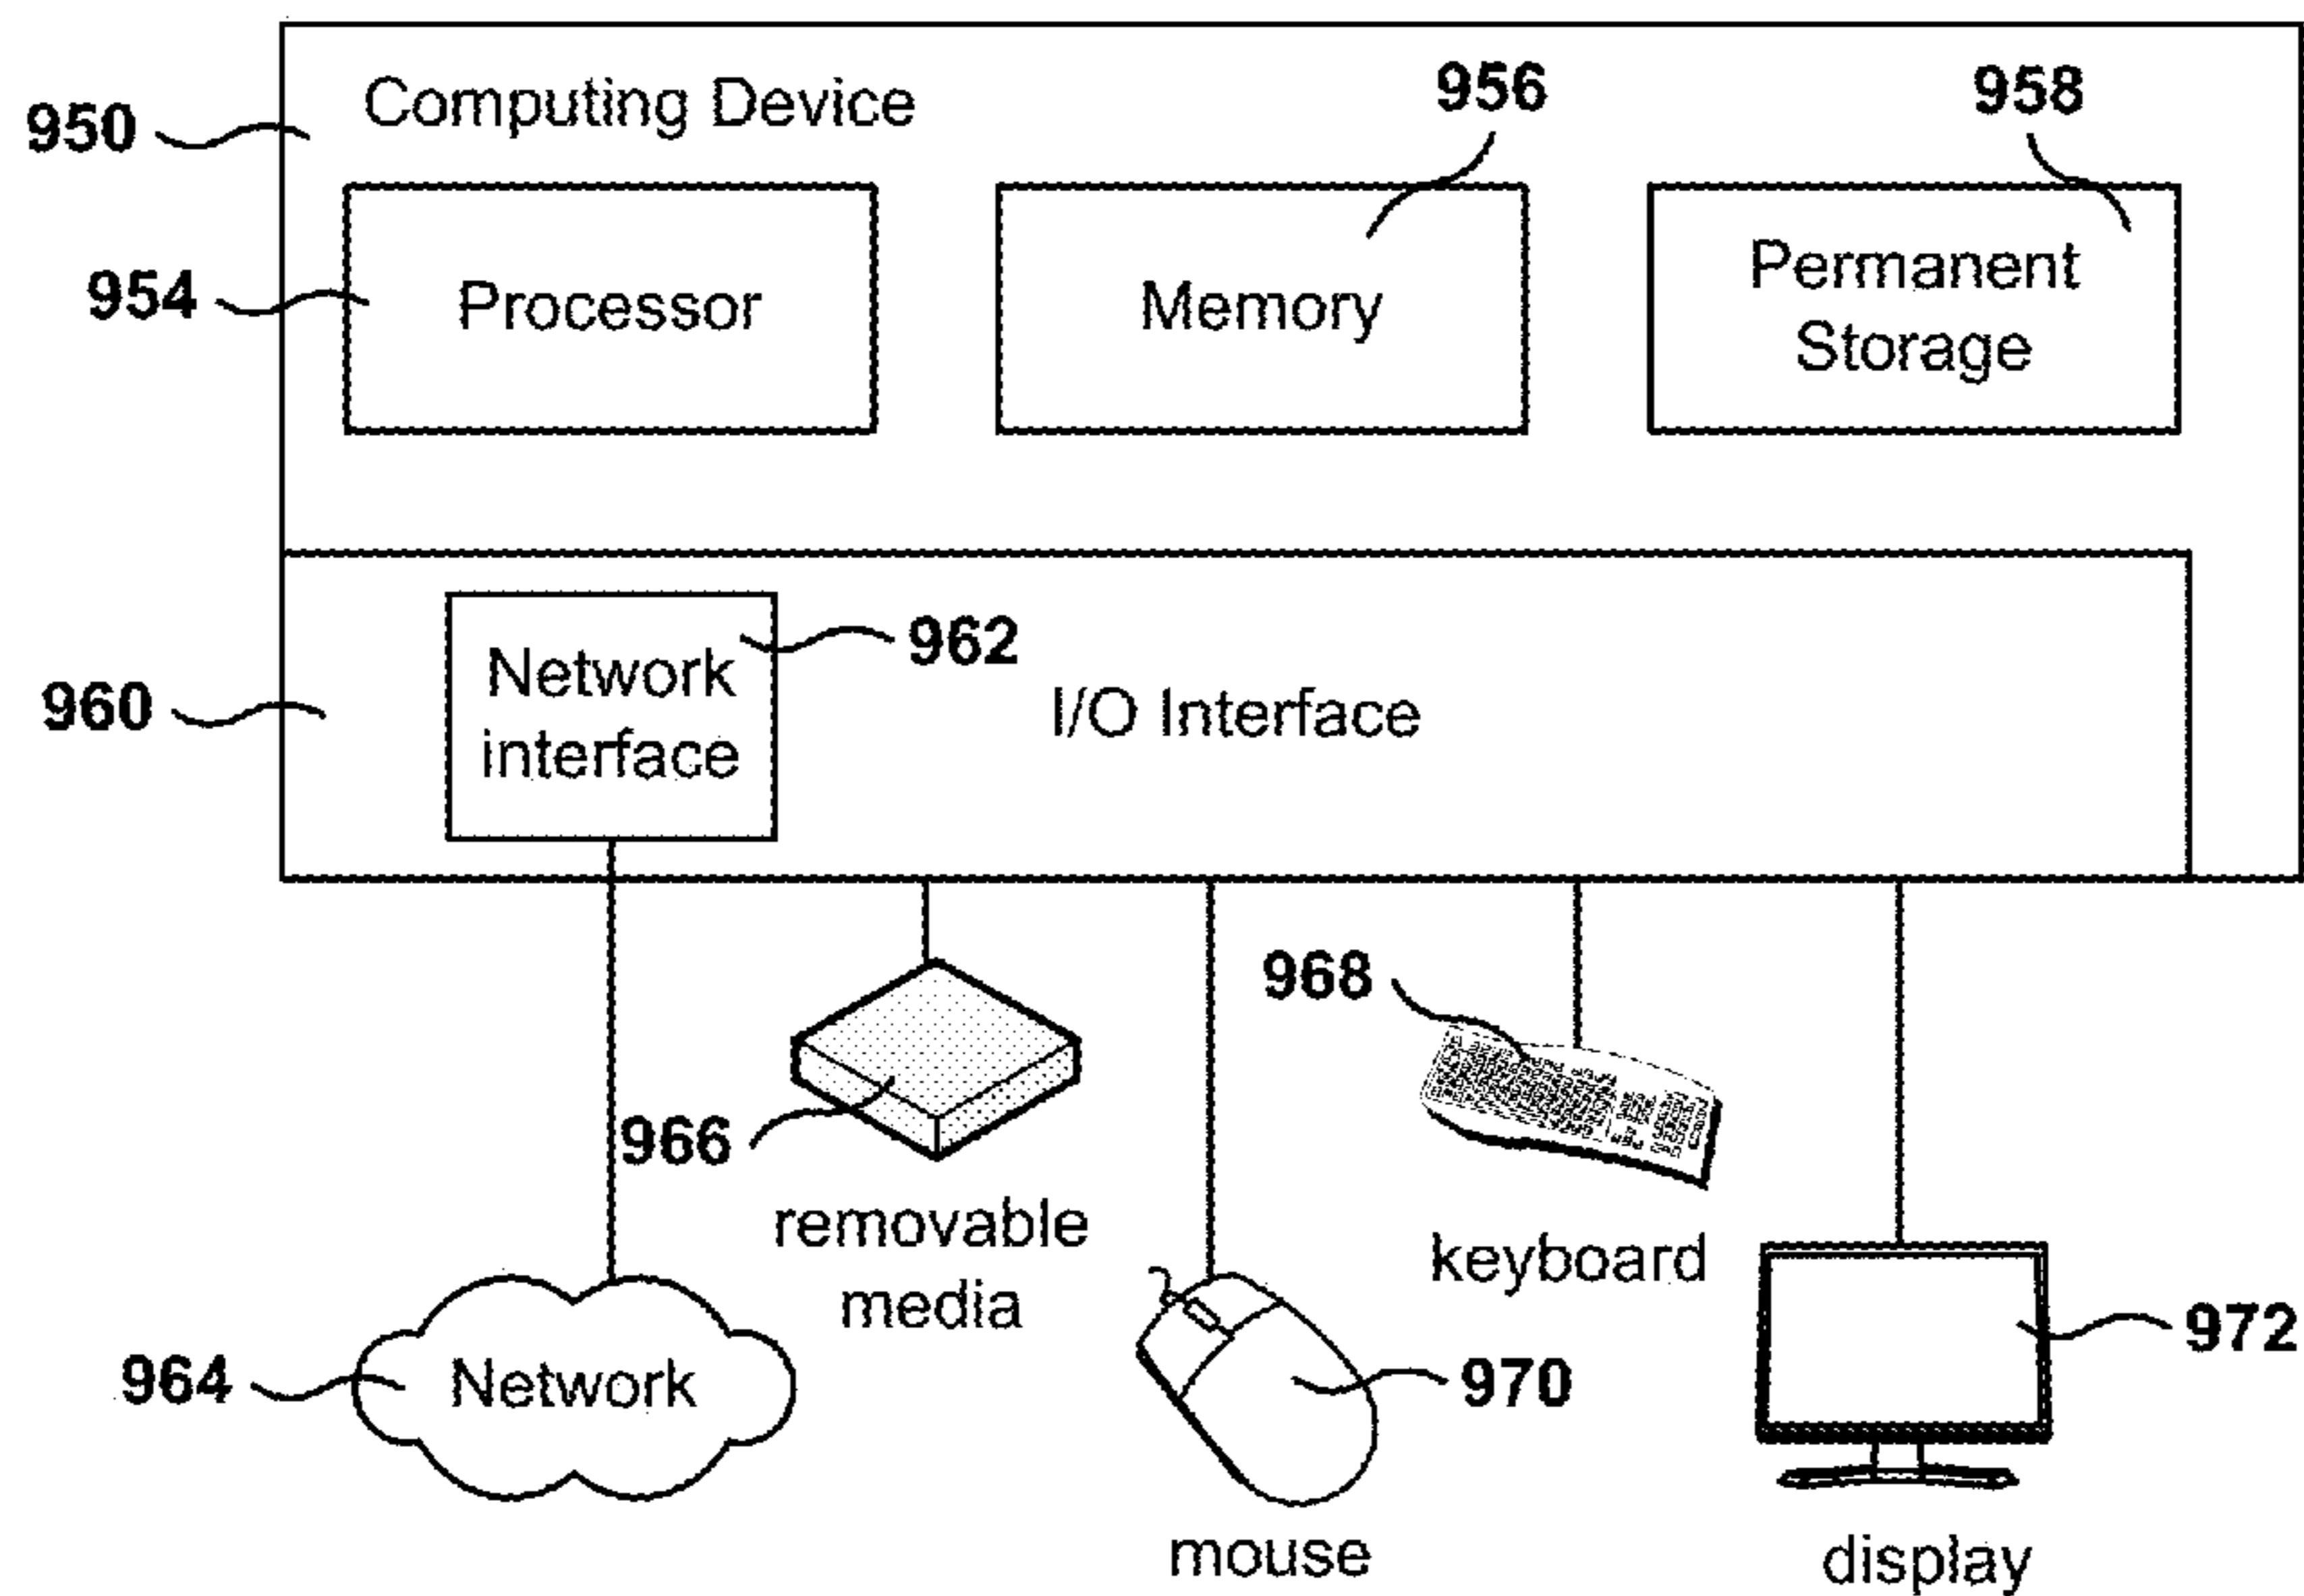 950
Computing Device
956
958
954
Processor
Memory
Permanent
Storage
960
Network
interface
962
I/O Interface
966
removable
media
968
keyboard
964
Network
970
mouse
972
display